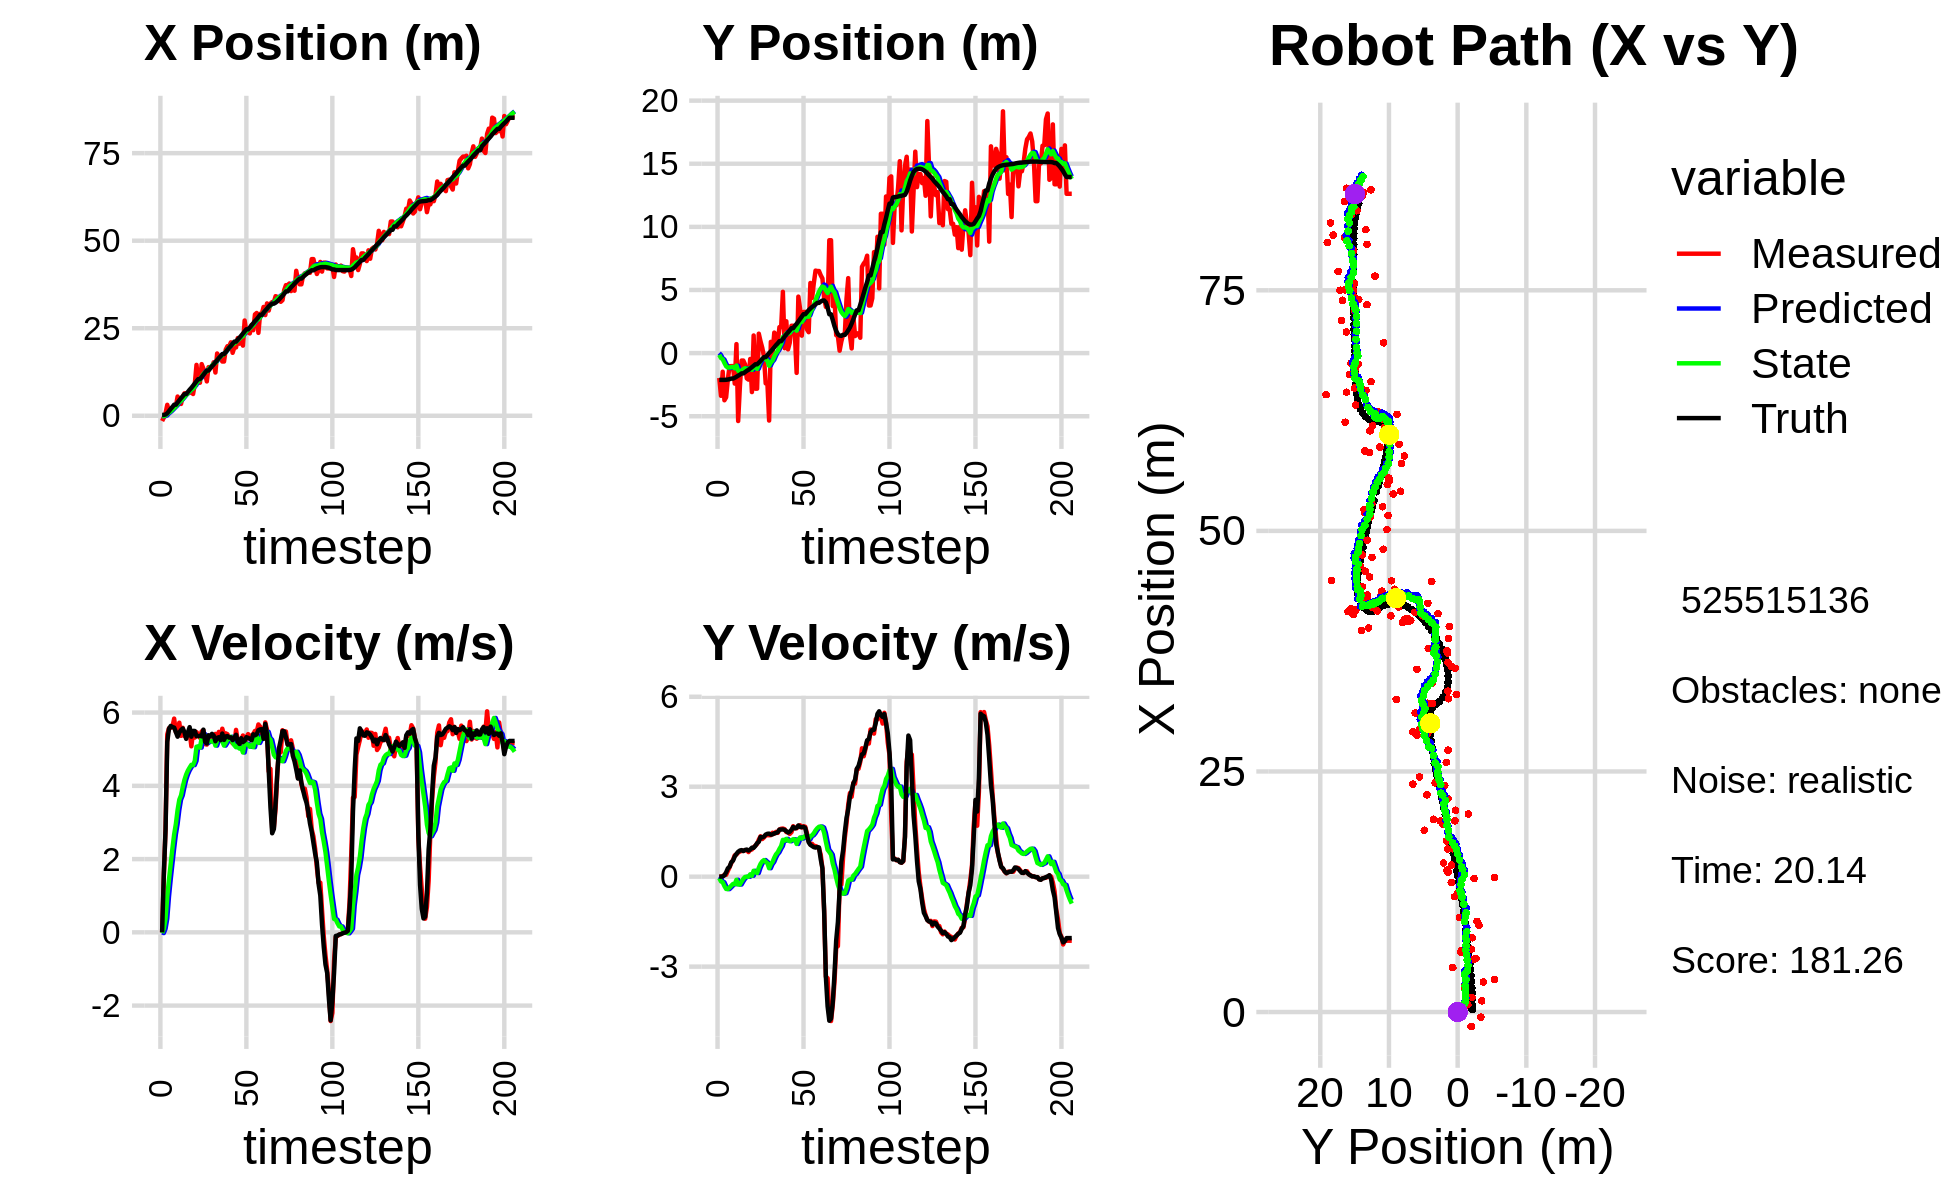 X Position (m)
75
50
25
0
0
50
100
150
200
timestep
Y Position (m)
20
15
10
5
0
-5
0
50
100
150
200
timestep
X Velocity (m/s)
6
4
2
0
-2
0
50
100
150
200
timestep
Y Velocity (m/s)
6
3
0
-3
0
50
100
150
200
timestep
Robot Path (X vs Y)
X Position (m)
75
50
25
0
20
10
0
-10
-20
Y Position (m)
variable
Measured
Predicted
State
Truth
525515136
Obstacles: none
Noise: realistic
Time: 20.14
Score: 181.26